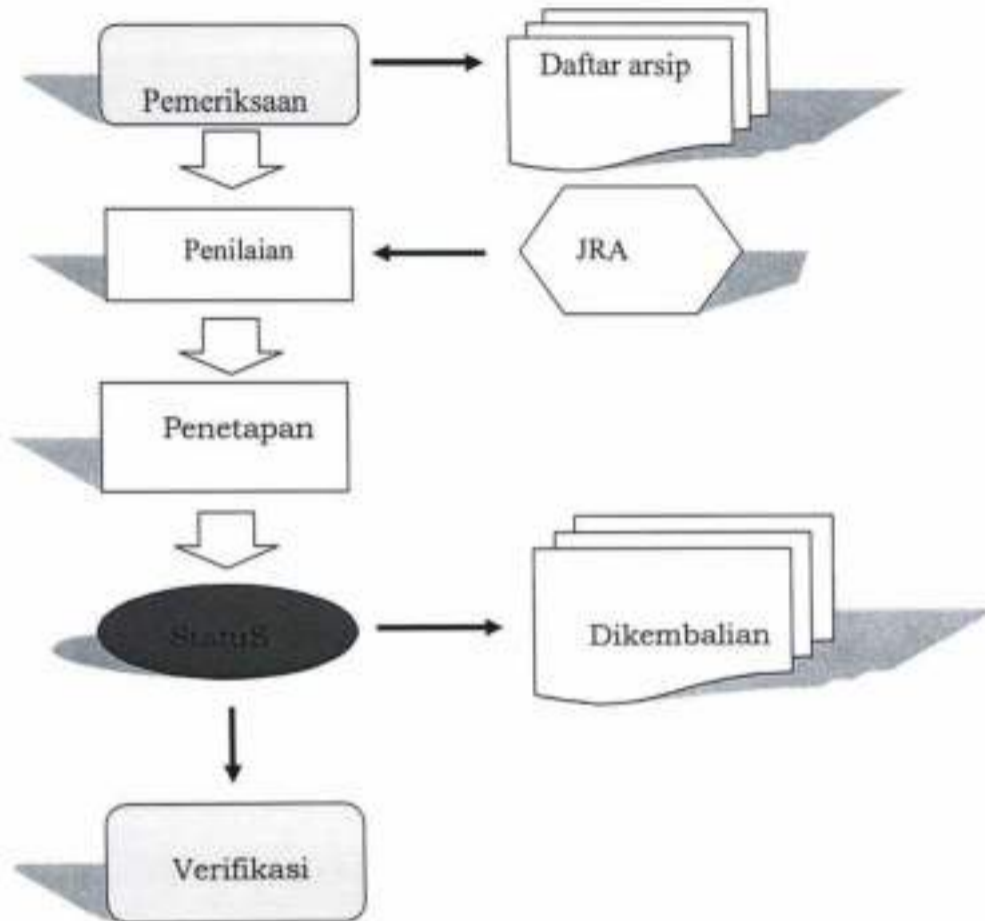 Pemeriksaan
Daftar arsip
Penilaian
JRA
Penetapan
StatuS
Dikembalian
Verifikasi